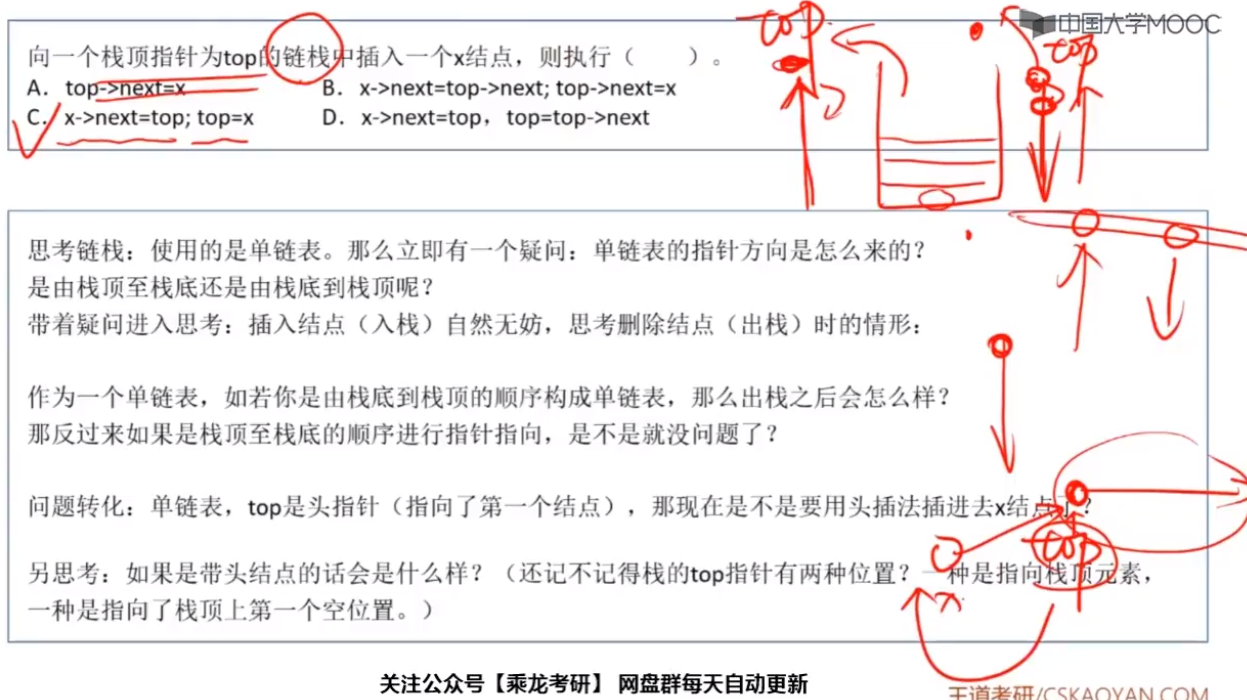 中国大学MOOC
向一个栈顶指针为top的链栈中插入一个x结点，则执行（      ）。
A．top->next=x
B．x->next=top->next; top->next=x
C．x->next=top; top=x
D．x->next=top，top=top->next
top
top
思考链栈：使用的是单链表。那么立即有一个疑问：单链表的指针方向是怎么来的？
是由栈顶至栈底还是由栈底到栈顶呢？
带着疑问进入思考：插入结点（入栈）自然无妨，思考删除结点（出栈）时的情形：
作为一个单链表，如若你是由栈底到栈顶的顺序构成单链表，那么出栈之后会怎么样？
那反过来如果是栈顶至栈底的顺序进行指针指向，是不是就没问题了？
问题转化：单链表，top是头指针（指向了第一个结点），那现在是不是要用头插法插进去x结点了？
top
另思考：如果是带头结点的话会是什么样？（还记不记得栈的top指针有两种位置？一种是指向栈顶元素，
一种是指向了栈顶上第一个空位置。）
x
关注公众号【乘龙考研】 网盘群每天自动更新
王道考研/CSKAOYAN.COM